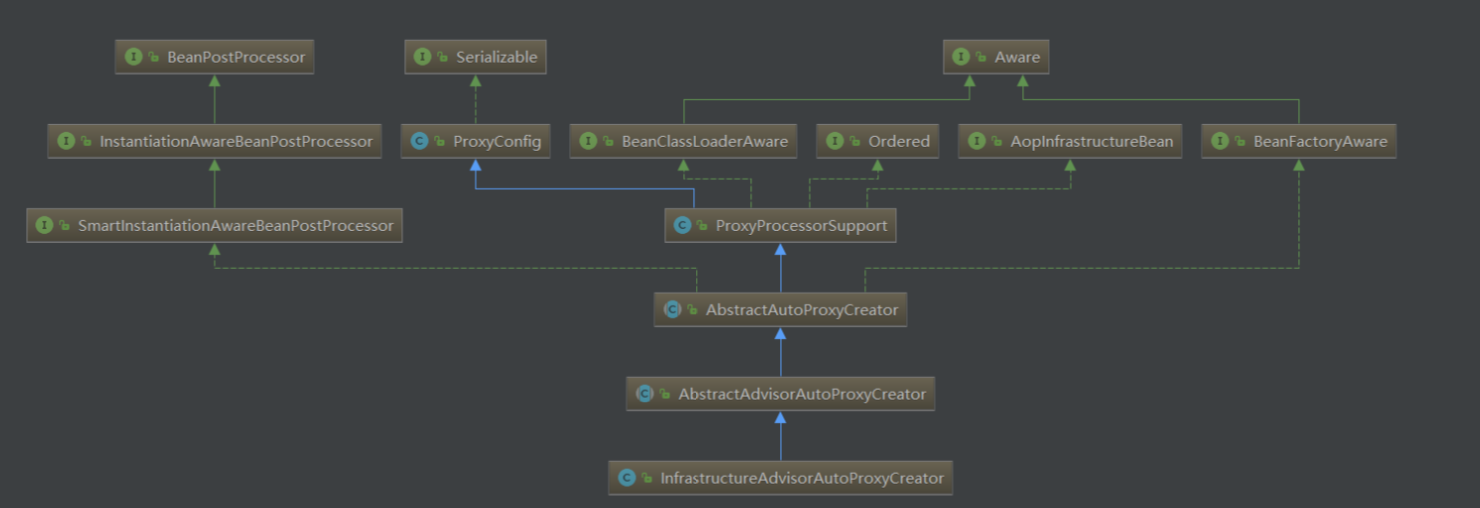 BeanPostProcessor
Serializable
Aware
InstantiationAwareBeanPostProcessor
ProxyConfig
BeanClassLoaderAware
Ordered
AopInfrastructureBean
BeanFactoryAware
SmartInstantiationAwareBeanPostProcessor
ProxyProcessorSupport
AbstractAutoProxyCreator
AbstractAdvisorAutoProxyCreator
InfrastructureAdvisorAutoProxyCreator